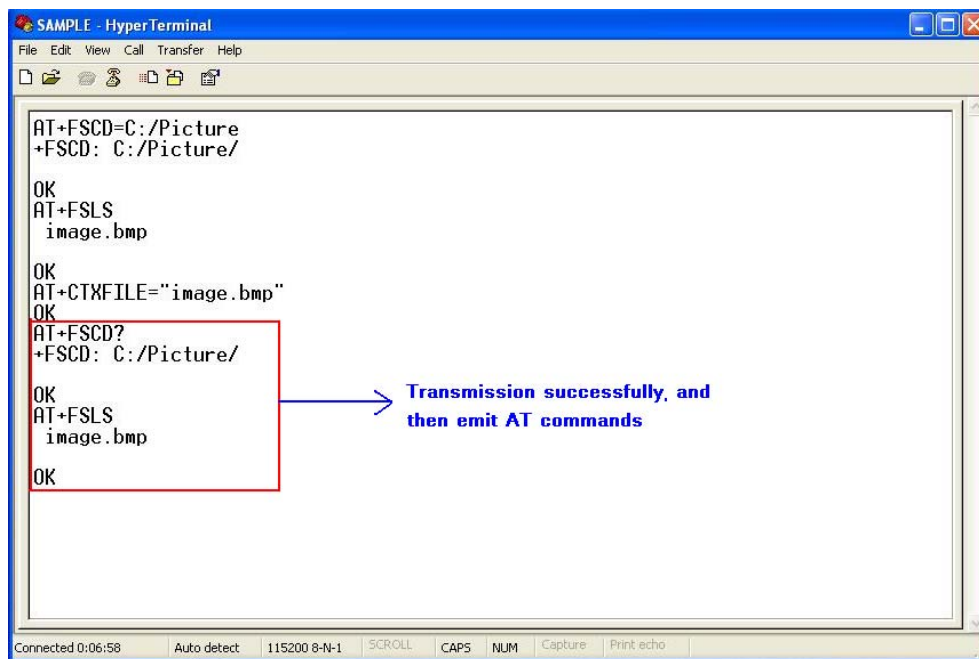 SAMPLE - HyperTerminal
File Edit View Call Transfer Help
AT+FSCD=C:/Picture
+FSCD: C:/Picture/
OK
AT+FSLS
image.bmp
OK
AT+CTXFILE="image.bmp"
OK
AT+FSCD?
+FSCD: C:/Picture/
OK
AT+FSLS
image.bmp
OK
Transmission successfully, and
then emit AT commands
Connected 0:06:58 Auto detect 115200 8-N-1 SCROLL CAPS NUM Capture Print echo